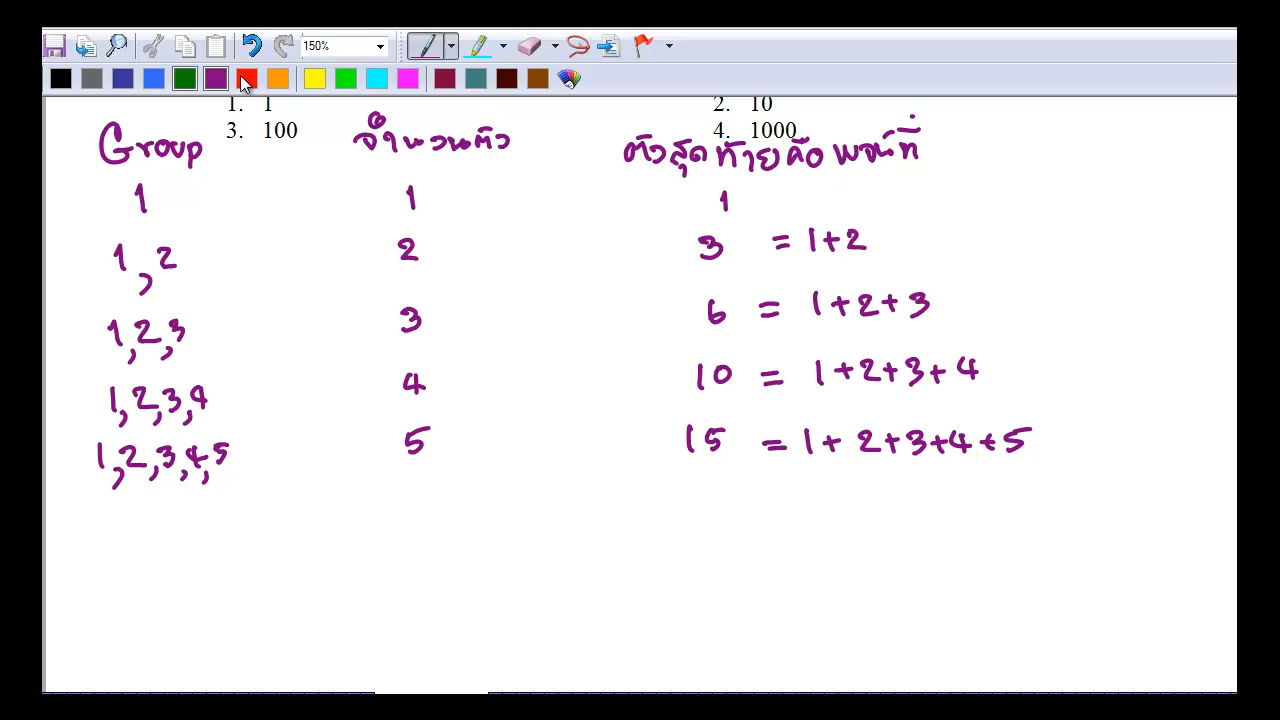 150%
1. 1
2. 10
3. 100
4. 1000
Group จำนวนตัว ตัวสุดท้ายคือพจน์ที่
1 1 1
1,2 2 3 = 1+2
1,2,3 3 6 = 1+2+3
1,2,3,4 4 10 = 1+2+3+4
1,2,3,4,5 5 15 = 1+2+3+4+5